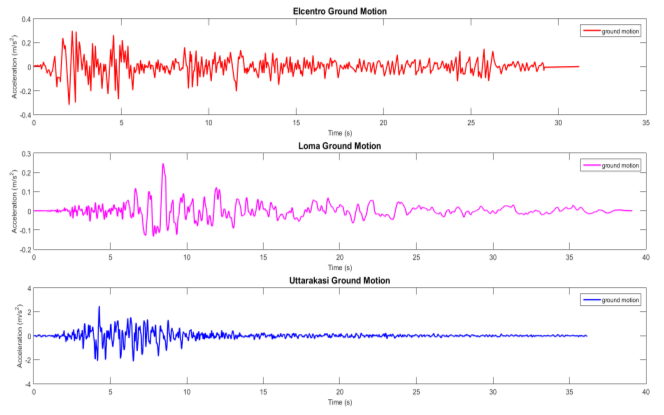 Elcentro Ground Motion
Acceleration (m/s²)
0.4
0.2
0
-0.2
-0.4
ground motion
0 5 10 15 20 25 30 35
Time (s)
Loma Ground Motion
Acceleration (m/s²)
0.3
0.2
0.1
0
-0.1
-0.2
ground motion
0 5 10 15 20 25 30 35 40
Time (s)
Uttarakasi Ground Motion
Acceleration (m/s²)
4
2
0
-2
-4
ground motion
0 5 10 15 20 25 30 35 40
Time (s)